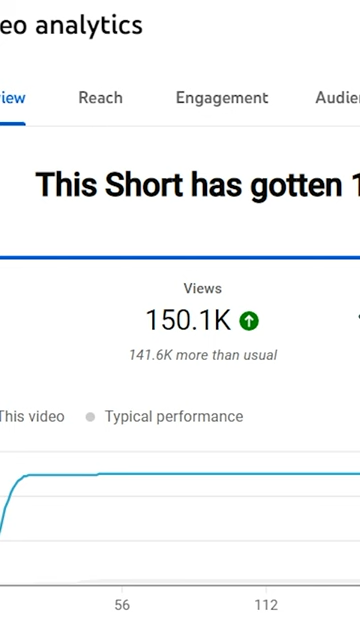 eo analytics
iew Reach Engagement Audie
This Short has gotten 1
Views
150.1K
141.6K more than usual
This video Typical performance
56 112